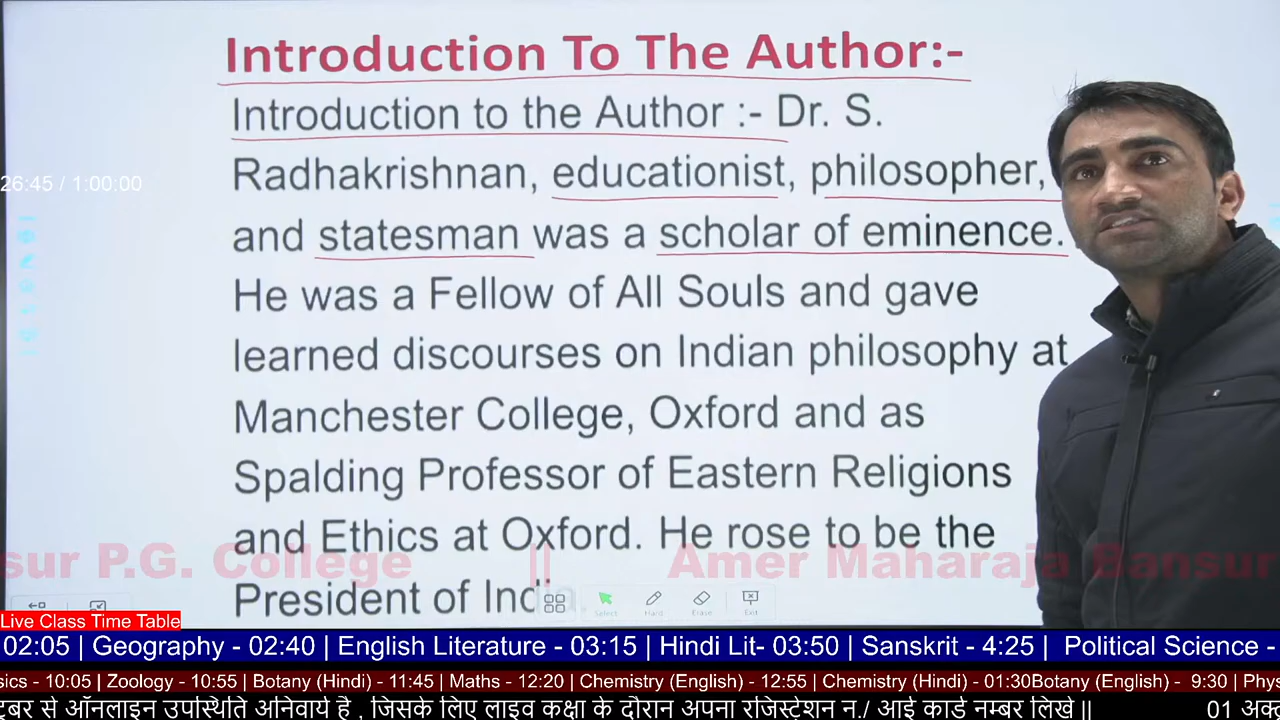 Introduction To The Author:-
Introduction to the Author :- Dr. S.
Radhakrishnan, educationist, philosopher,
26:45 / 1:00:00
and statesman was a scholar of eminence.
He was a Fellow of All Souls and gave
learned discourses on Indian philosophy at
Manchester College, Oxford and as
Spalding Professor of Eastern Religions
and Ethics at Oxford. He rose to be the
sur P.G. College || Amer Maharaja Bansur
President of Ind
Select Hard Erase Exit
Live Class Time Table
02:05 | Geography - 02:40 | English Literature - 03:15 | Hindi Lit- 03:50 | Sanskrit - 4:25 | Political Science -
sics - 10:05 | Zoology - 10:55 | Botany (Hindi) - 11:45 | Maths - 12:20 | Chemistry (English) - 12:55 | Chemistry (Hindi) - 01:30Botany (English) - 9:30 | Phys
से ऑनलाइन उपस्थिति अनिवार्य है , जिसके लिए लाइव कक्षा के दौरान अपना रजिस्ट्रेशन न./ आई कार्ड नम्बर लिखे || 01 अक्